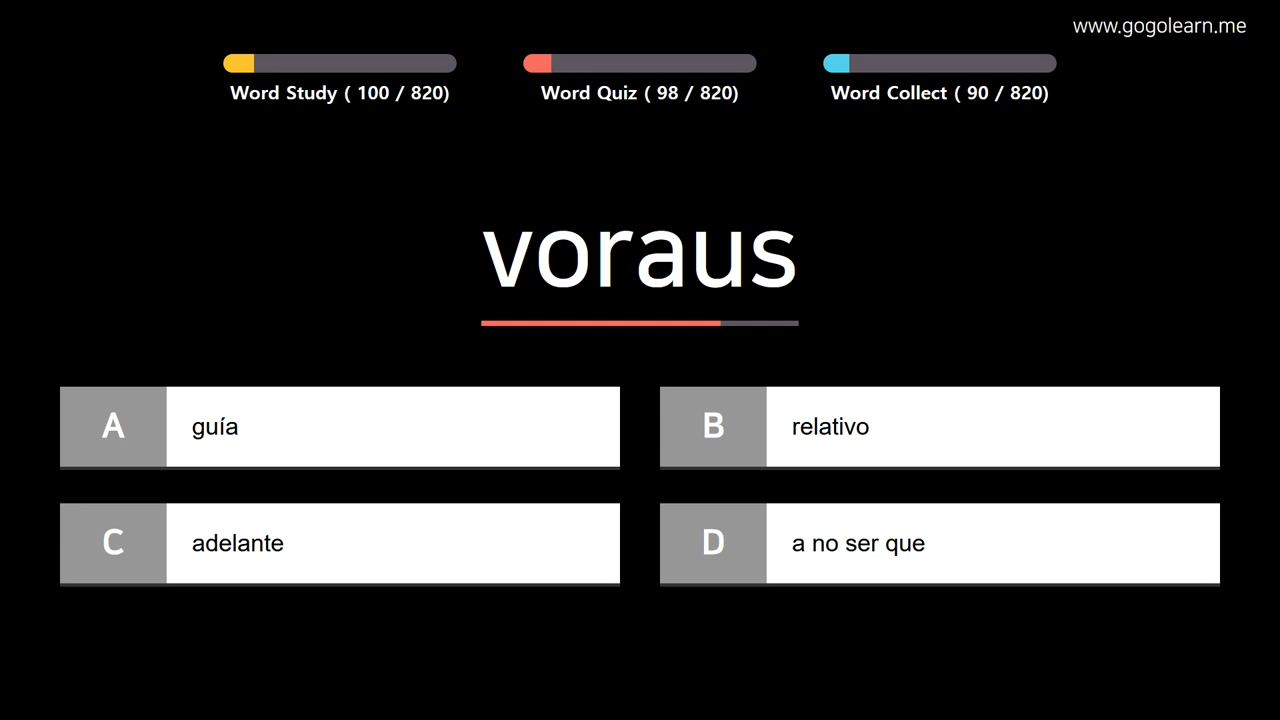 www.gogolearn.me
Word Study ( 100 / 820)
Word Quiz ( 98 / 820)
Word Collect ( 90 / 820)
voraus
A guía
B relativo
C adelante
D a no ser que